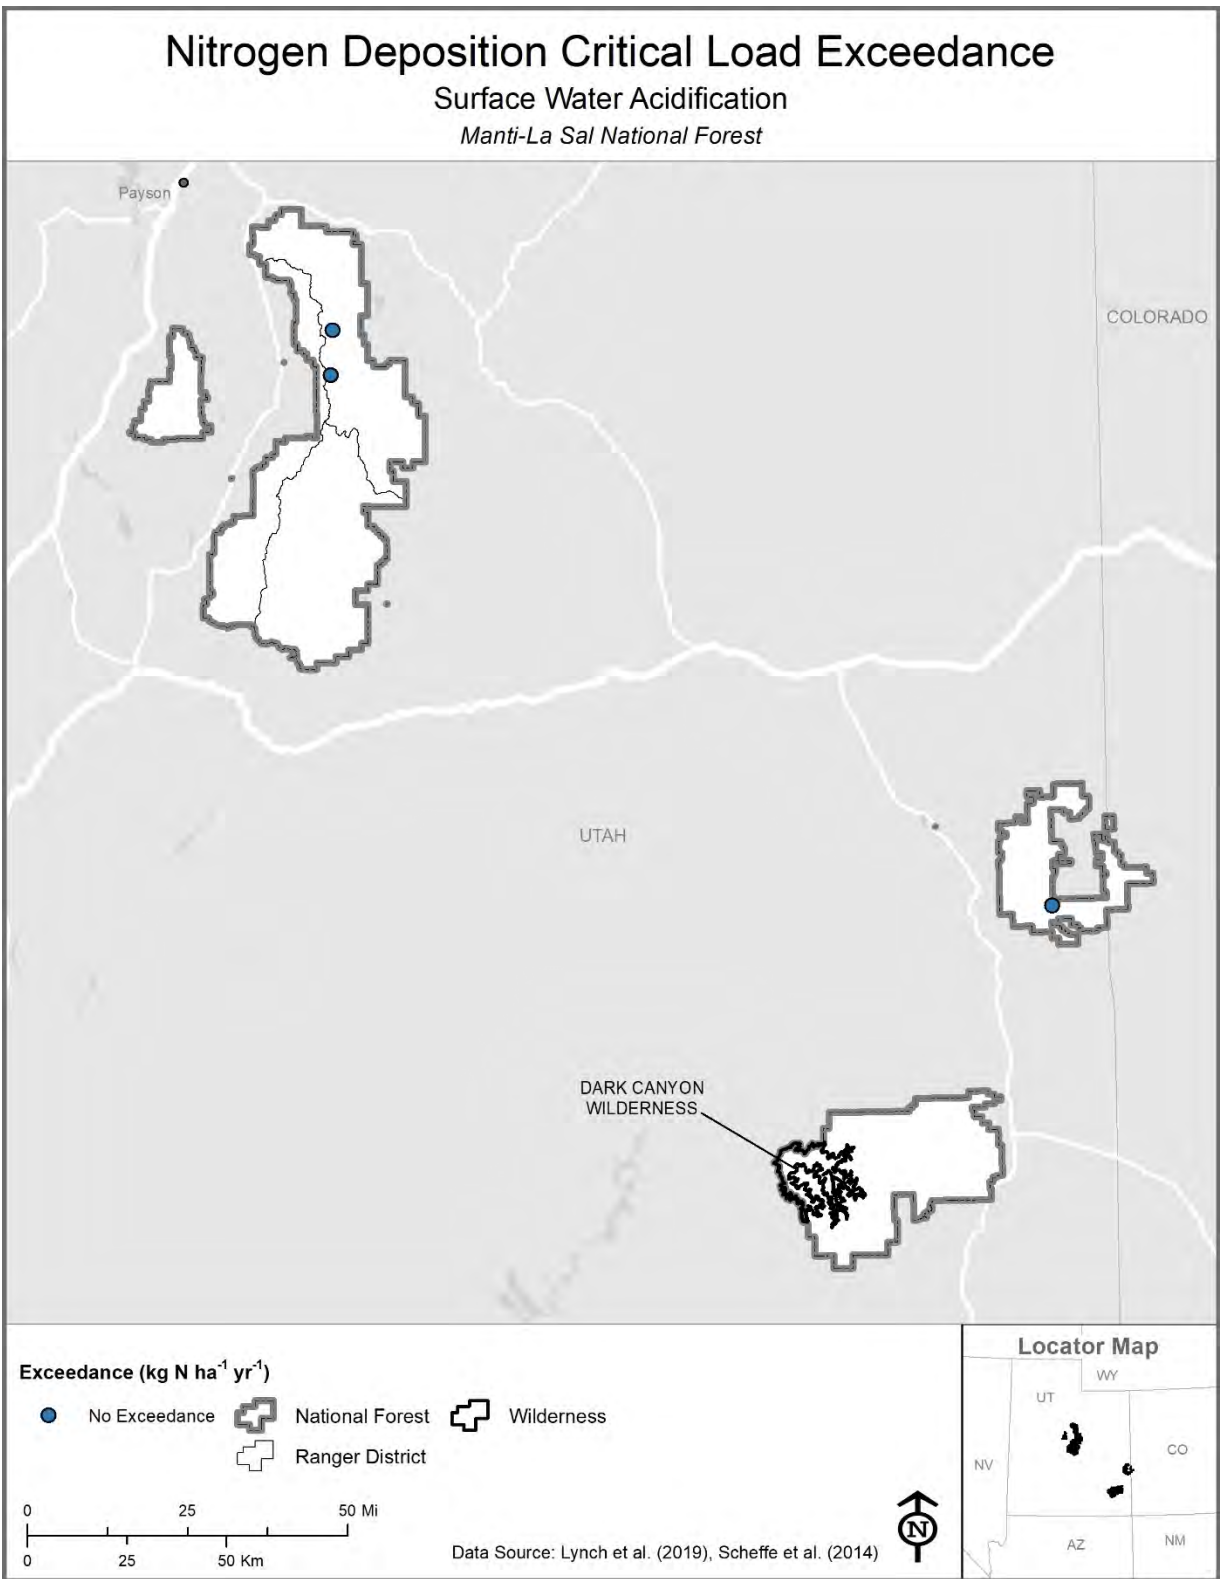 Nitrogen Deposition Critical Load Exceedance
Surface Water Acidification
Manti-La Sal National Forest
Payson
COLORADO
UTAH
DARK CANYON
WILDERNESS
Exceedance (kg N ha⁻¹ yr⁻¹)
No Exceedance
National Forest
Wilderness
Ranger District
0 25 50 Mi
0 25 50 Km
Data Source: Lynch et al. (2019), Scheffe et al. (2014)
N
Locator Map
WY
UT
CO
NV
AZ
NM